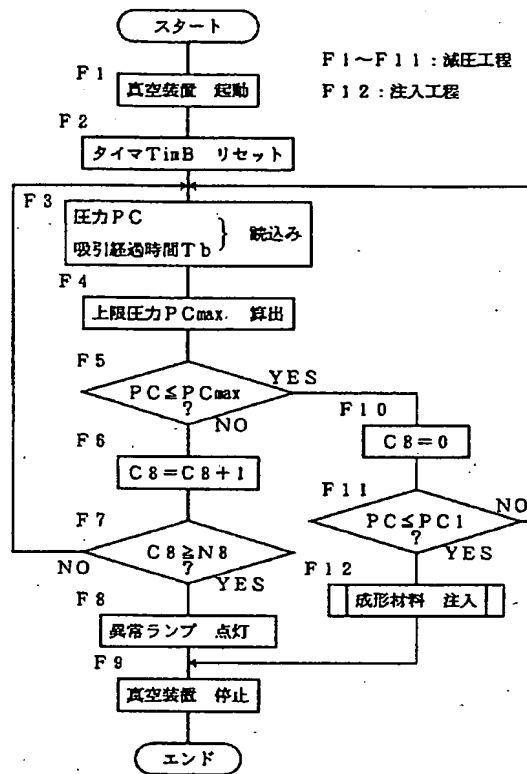 スタート
F1〜F11:減圧工程
F1
真空装置 起動
F12:注入工程
F2
タイマTimB リセット
F3
圧力PC
吸引経過時間Tb } 読込み
F4
上限圧力PCmax 算出
F5
PC≦PCmax
?
YES
NO
F10
C8=0
F6
C8=C8+1
F11
PC≦PC1
?
NO
YES
F7
C8≧N8
?
NO
YES
F12
成形材料 注入
F8
異常ランプ 点灯
F9
真空装置 停止
エンド